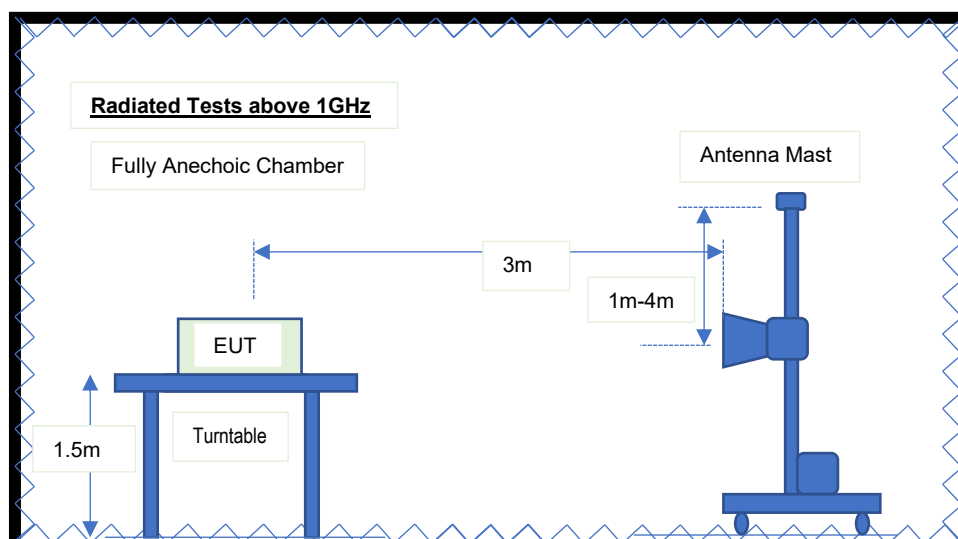 Radiated Tests above 1GHz
Fully Anechoic Chamber
Antenna Mast
3m
1m-4m
EUT
Turntable
1.5m